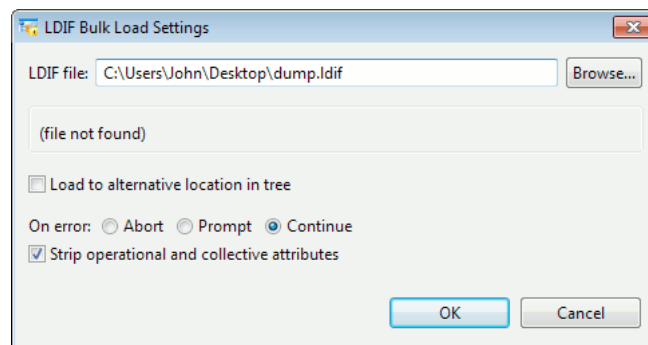 LDIF Bulk Load Settings
LDIF file: C:\Users\John\Desktop\dump.ldif Browse...
(file not found)
Load to alternative location in tree
On error: Abort Prompt Continue
Strip operational and collective attributes
OK Cancel